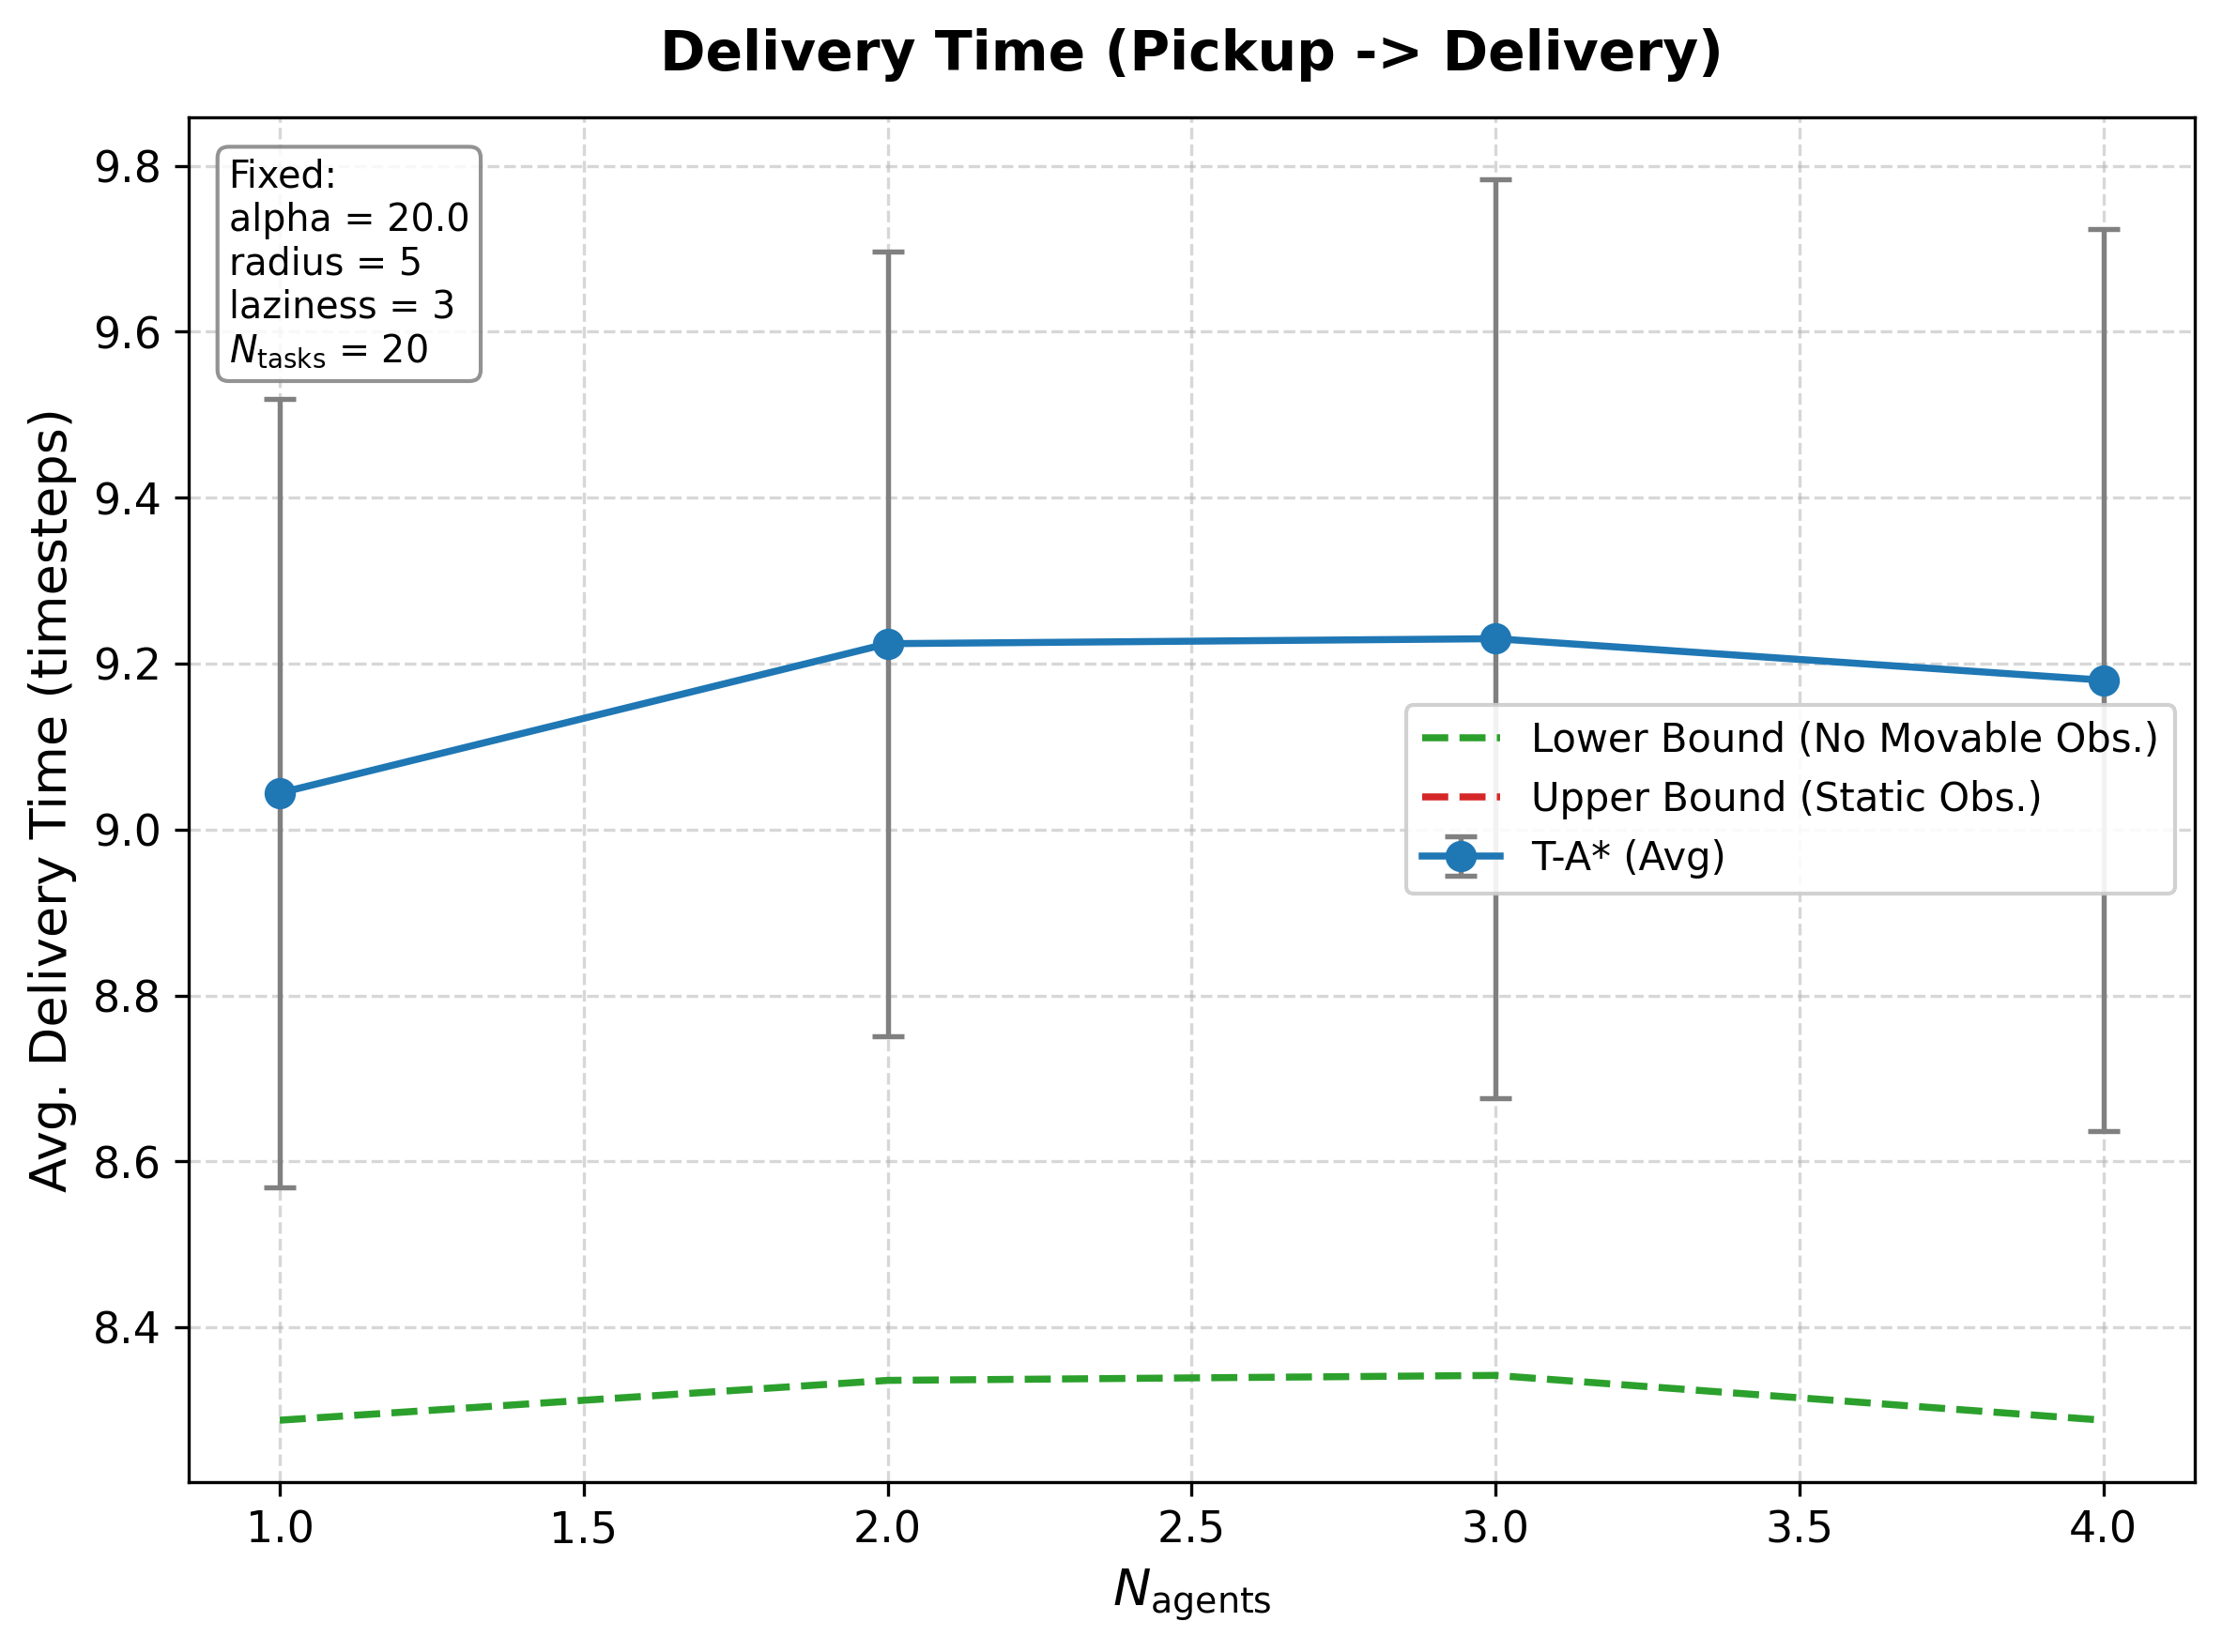 Delivery Time (Pickup -> Delivery)
Fixed:
alpha = 20.0
radius = 5
laziness = 3
N_tasks = 20
Avg. Delivery Time (timesteps)
9.8
9.6
9.4
9.2
9.0
8.8
8.6
8.4
Lower Bound (No Movable Obs.)
Upper Bound (Static Obs.)
T-A* (Avg)
1.0 1.5 2.0 2.5 3.0 3.5 4.0
N_agents